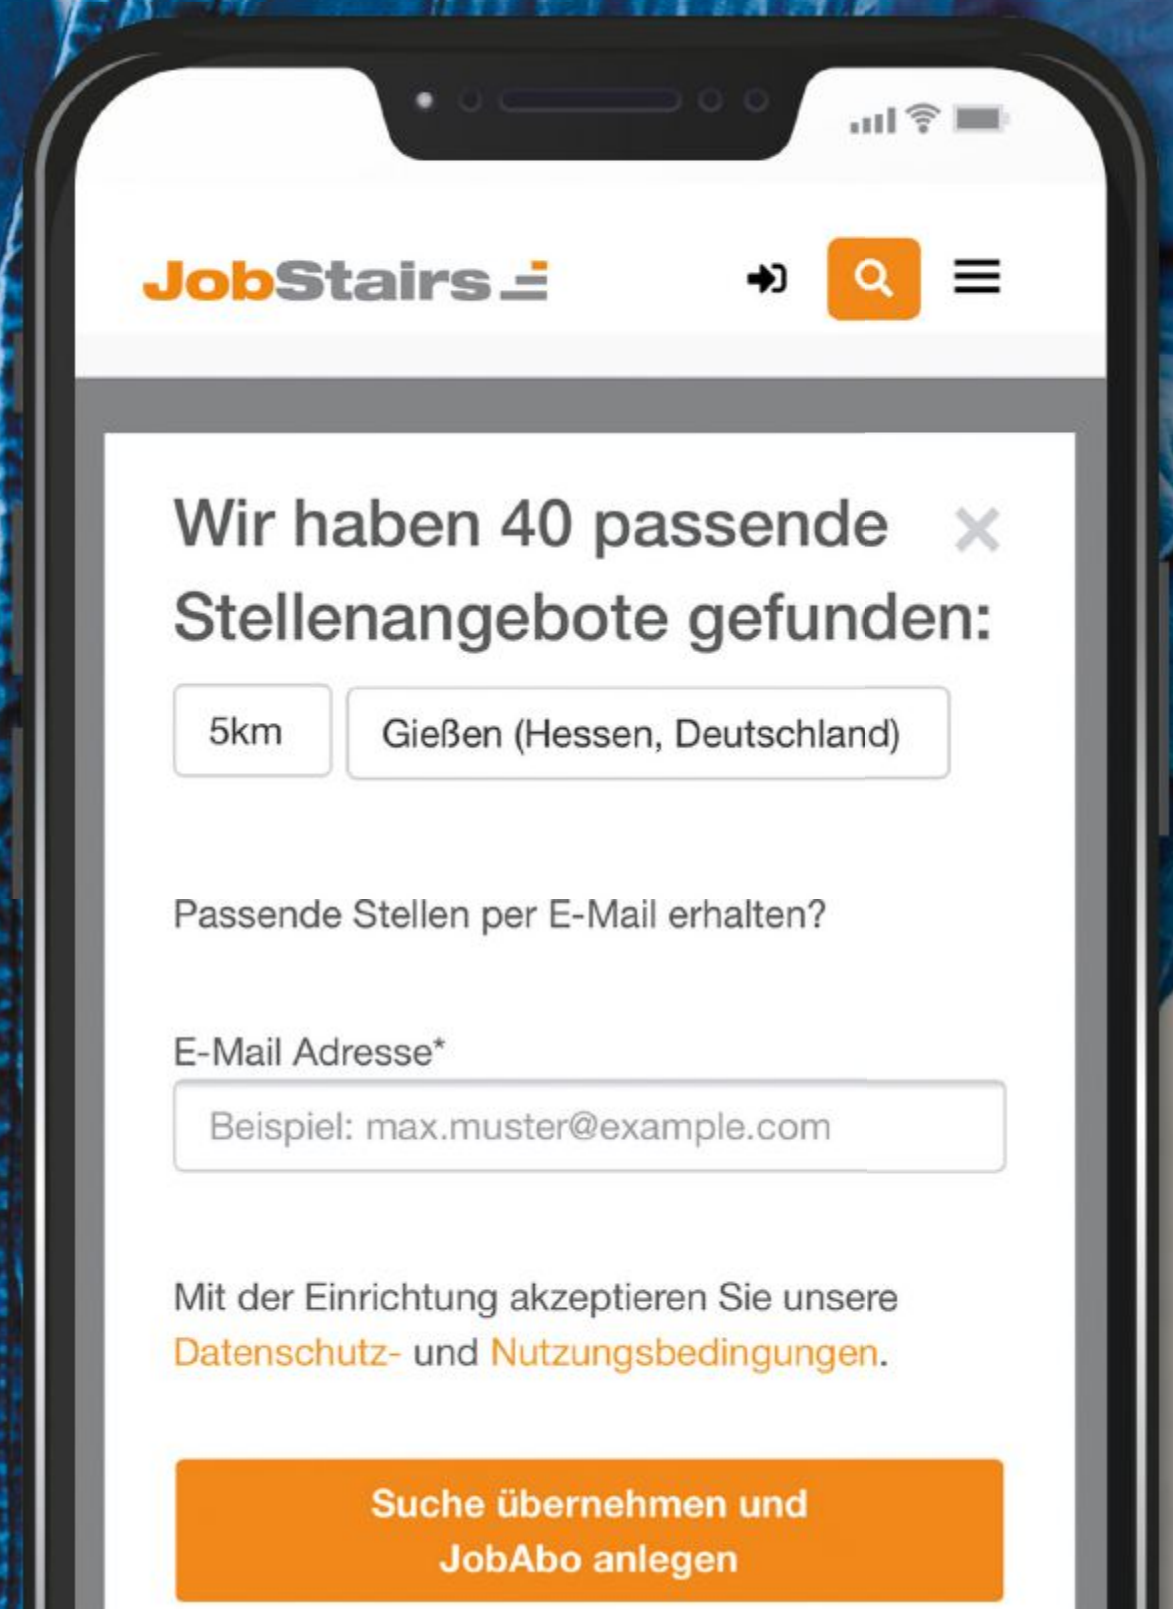 JobStairs
Wir haben 40 passende
Stellenangebote gefunden:
5km
Gießen (Hessen, Deutschland)
Passende Stellen per E-Mail erhalten?
E-Mail Adresse*
Beispiel: max.muster@example.com
Mit der Einrichtung akzeptieren Sie unsere
Datenschutz- und Nutzungsbedingungen.
Suche übernehmen und
JobAbo anlegen